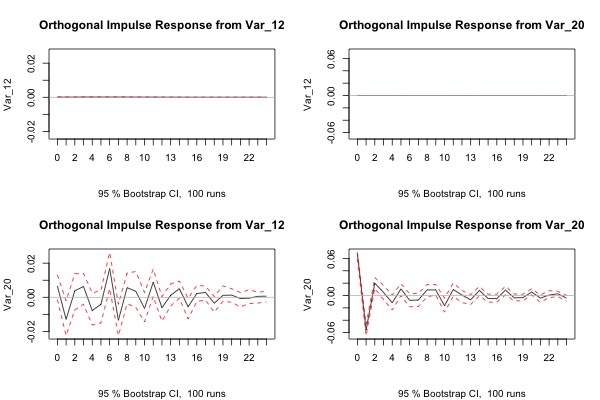 Orthogonal Impulse Response from Var_12
Var_12
0.02
0.00
-0.02
0 2 4 6 8 10 13 16 19 22
95 % Bootstrap CI, 100 runs
Orthogonal Impulse Response from Var_20
Var_12
0.06
0.00
-0.06
0 2 4 6 8 10 13 16 19 22
95 % Bootstrap CI, 100 runs
Orthogonal Impulse Response from Var_12
Var_20
0.02
0.00
-0.02
0 2 4 6 8 10 13 16 19 22
95 % Bootstrap CI, 100 runs
Orthogonal Impulse Response from Var_20
Var_20
0.06
0.00
-0.06
0 2 4 6 8 10 13 16 19 22
95 % Bootstrap CI, 100 runs